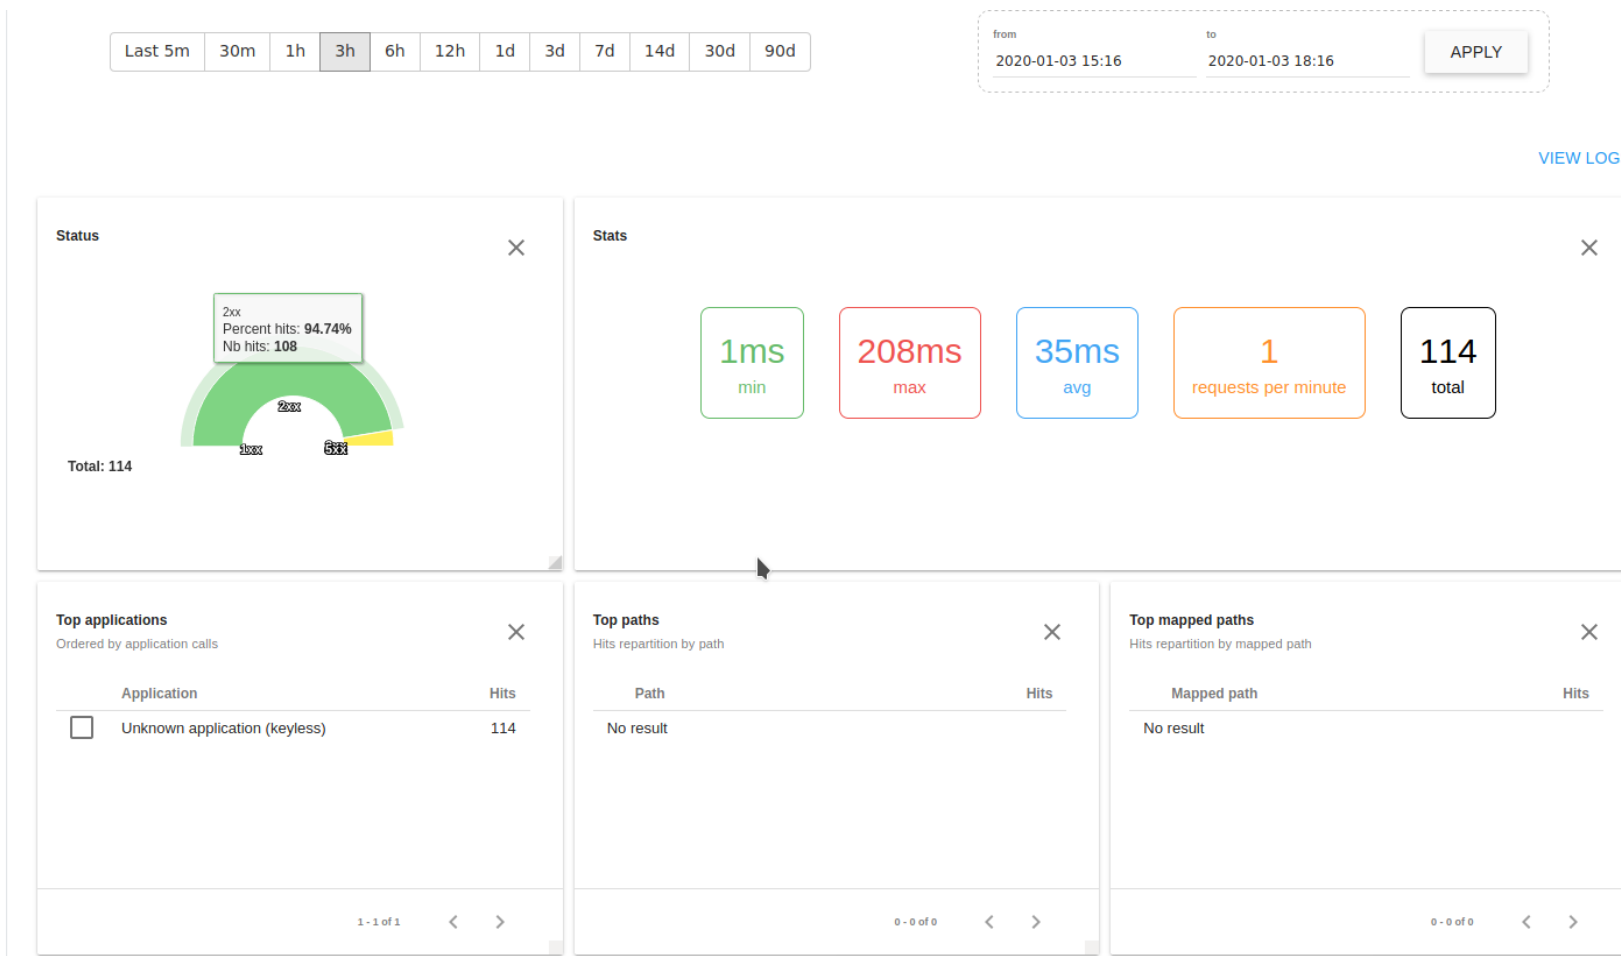 Last 5m 30m 1h 3h 6h 12h 1d 3d 7d 14d 30d 90d
from to
2020-01-03 15:16 2020-01-03 18:16 APPLY
VIEW LOG
Status
2xx
Percent hits: 94.74%
Nb hits: 108
2xx
1xx 5xx
Total: 114
Stats
1ms 208ms 35ms 1 114
min max avg requests per minute total
Top applications
Ordered by application calls
Application Hits
Unknown application (keyless) 114
1 - 1 of 1
Top paths
Hits repartition by path
Path Hits
No result
0 - 0 of 0
Top mapped paths
Hits repartition by mapped path
Mapped path Hits
No result
0 - 0 of 0